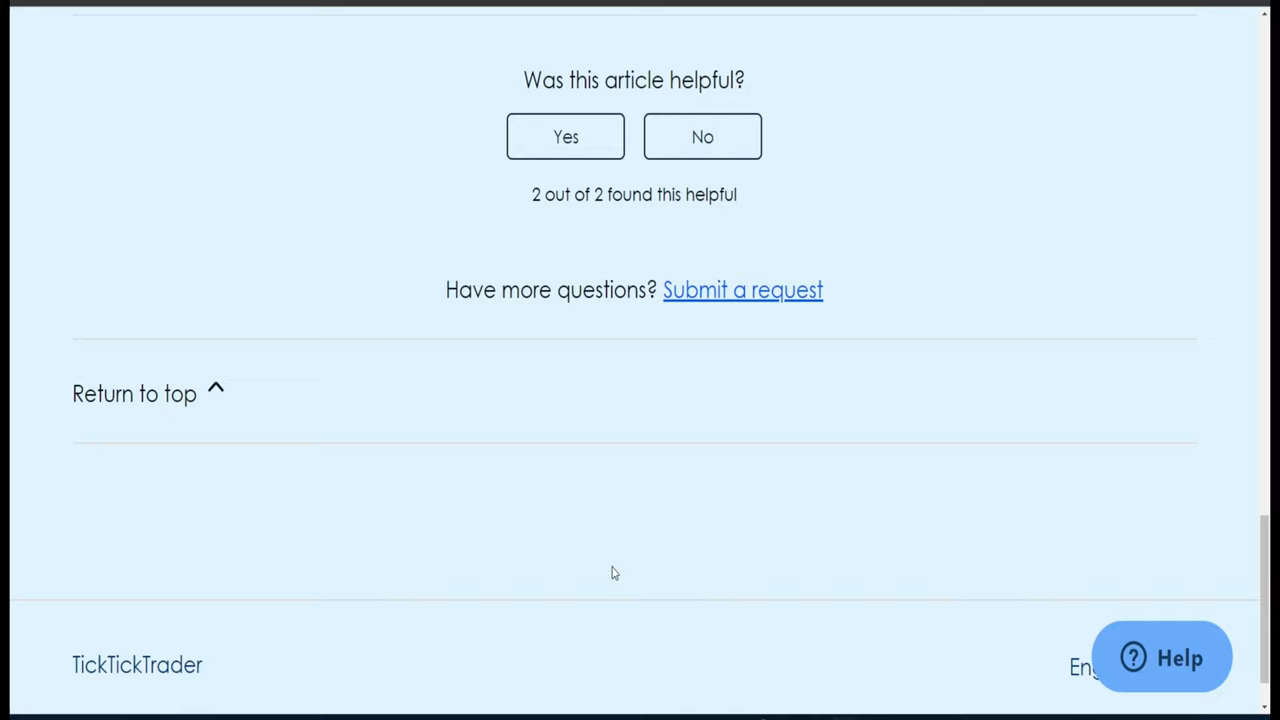 Was this article helpful?
Yes
No
2 out of 2 found this helpful
Have more questions? Submit a request
Return to top
TickTickTrader
Help